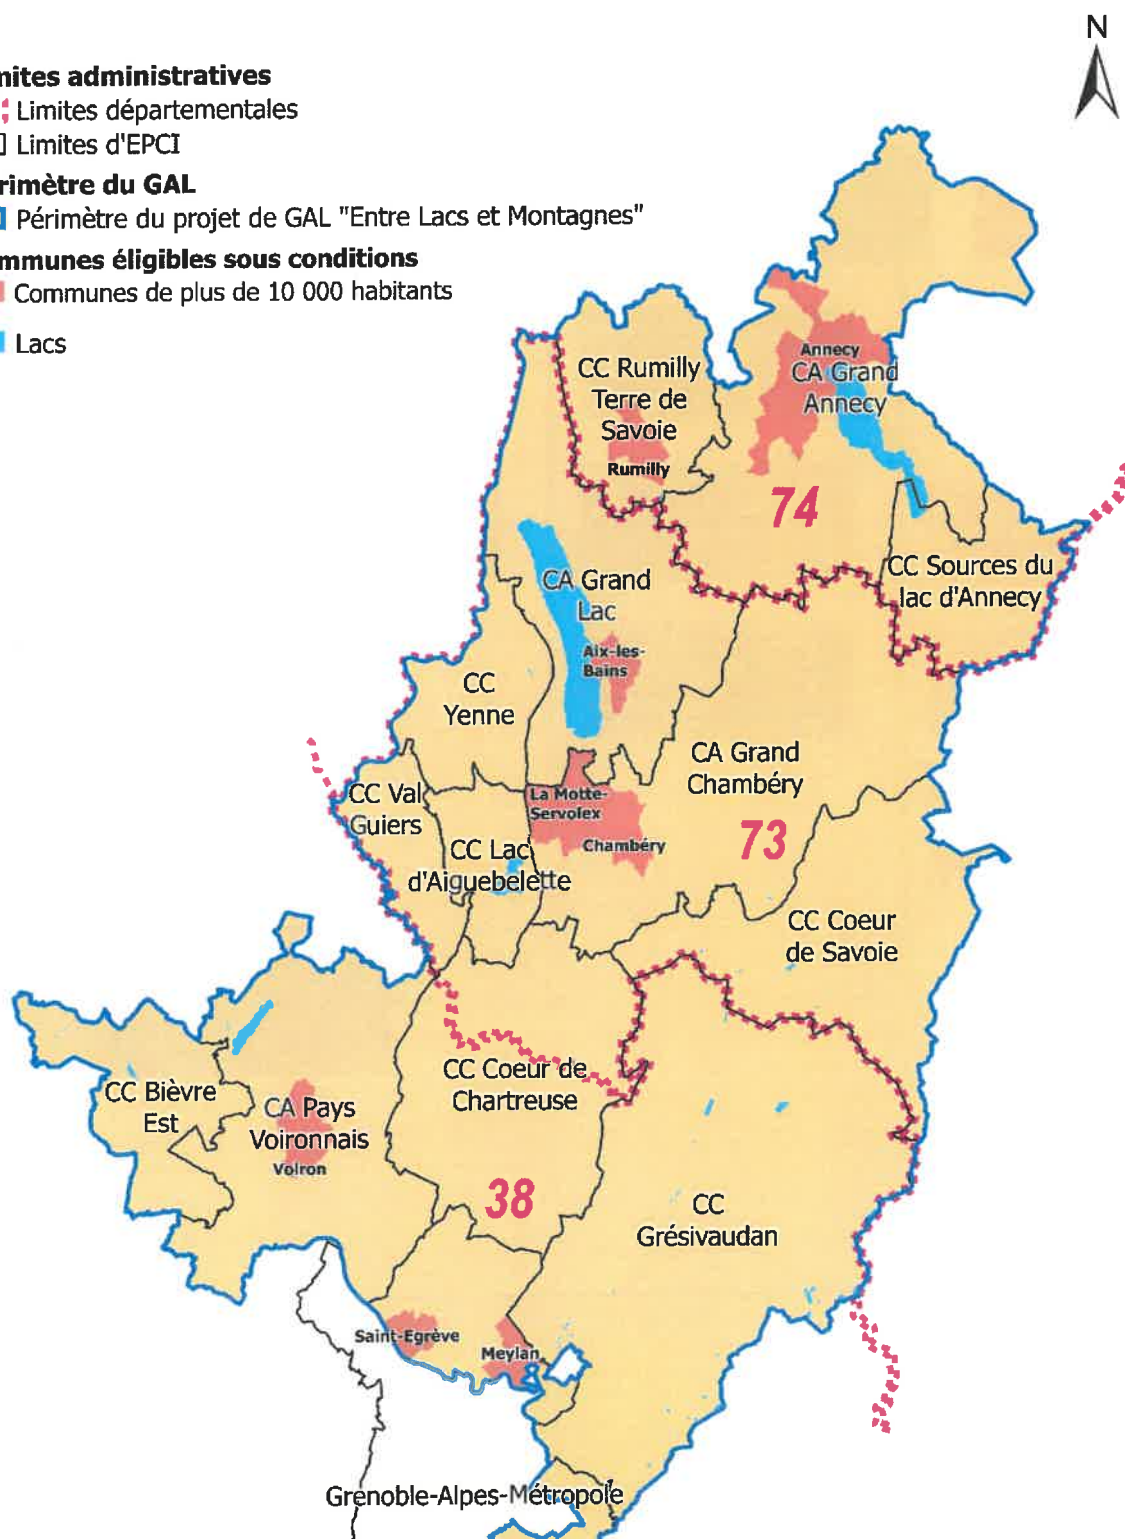 N
mites administratives
Limites départementales
Limites d'EPCI
rimètre du GAL
Périmètre du projet de GAL "Entre Lacs et Montagnes"
mmunes éligibles sous conditions
Communes de plus de 10 000 habitants
Lacs
CC Rumilly
Terre de
Savoie
Rumilly
Annecy
CA Grand
Annecy
74
CC Sources du
lac d'Annecy
CA Grand
Lac
Aix-les-
Bains
CC
Yenne
CA Grand
Chambéry
CC Val
Guiers
La Motte-
Servolex
Chambéry
73
CC Lac
d'Aiguebelette
CC Coeur
de Savoie
CC Coeur de
Chartreuse
CC Bièvre
Est
CA Pays
Voironnais
Voiron
38
CC
Grésivaudan
Saint-Egrève
Meylan
Grenoble-Alpes-Métropole